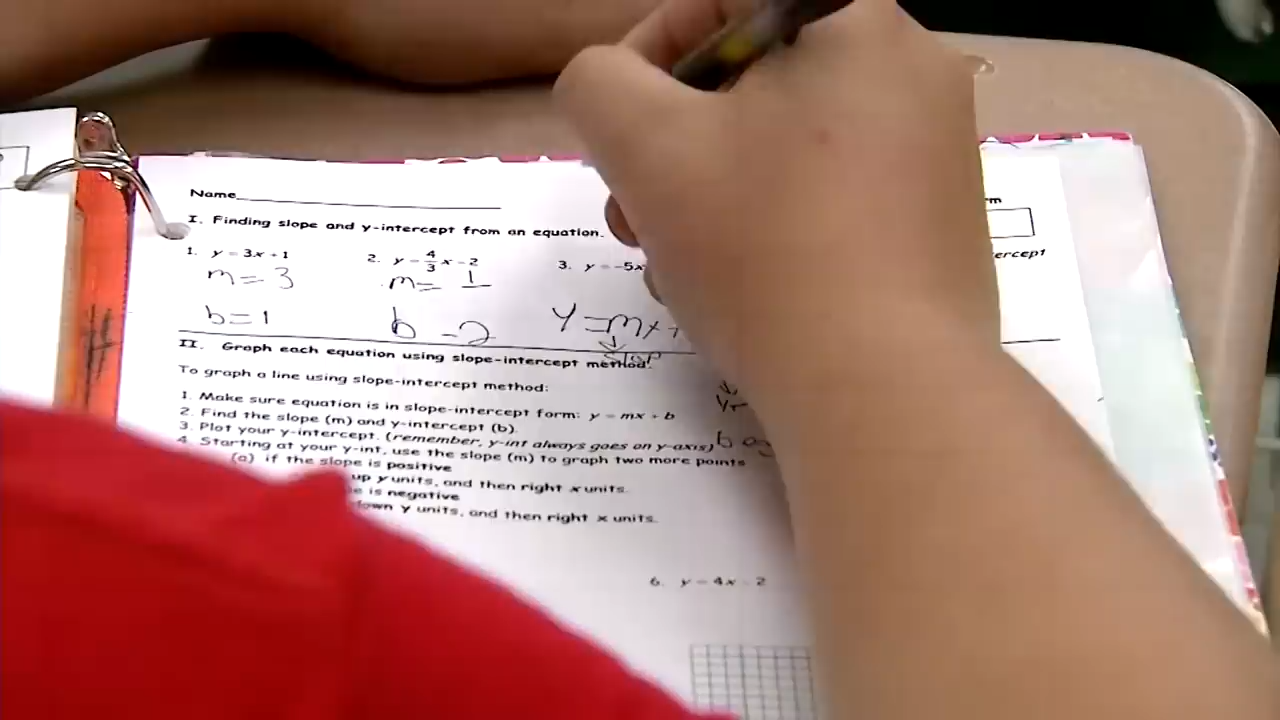 Name
rm
I. Finding slope and y-intercept from an equation.
ercept
1. y = 3x + 1 2. y = 4/3 x - 2 3. y = -5x
m = 3 m = 1
b = 1 b -2 y = mx +
slop
II. Graph each equation using slope-intercept method.
To graph a line using slope-intercept method:
1. Make sure equation is in slope-intercept form: y = mx + b
2. Find the slope (m) and y-intercept (b).
3. Plot your y-intercept. (remember, y-int always goes on y-axis) b
4. Starting at your y-int, use the slope (m) to graph two more points
(a) if the slope is positive
up y units, and then right x units.
is negative
down y units, and then right x units.
6. y = 4x - 2